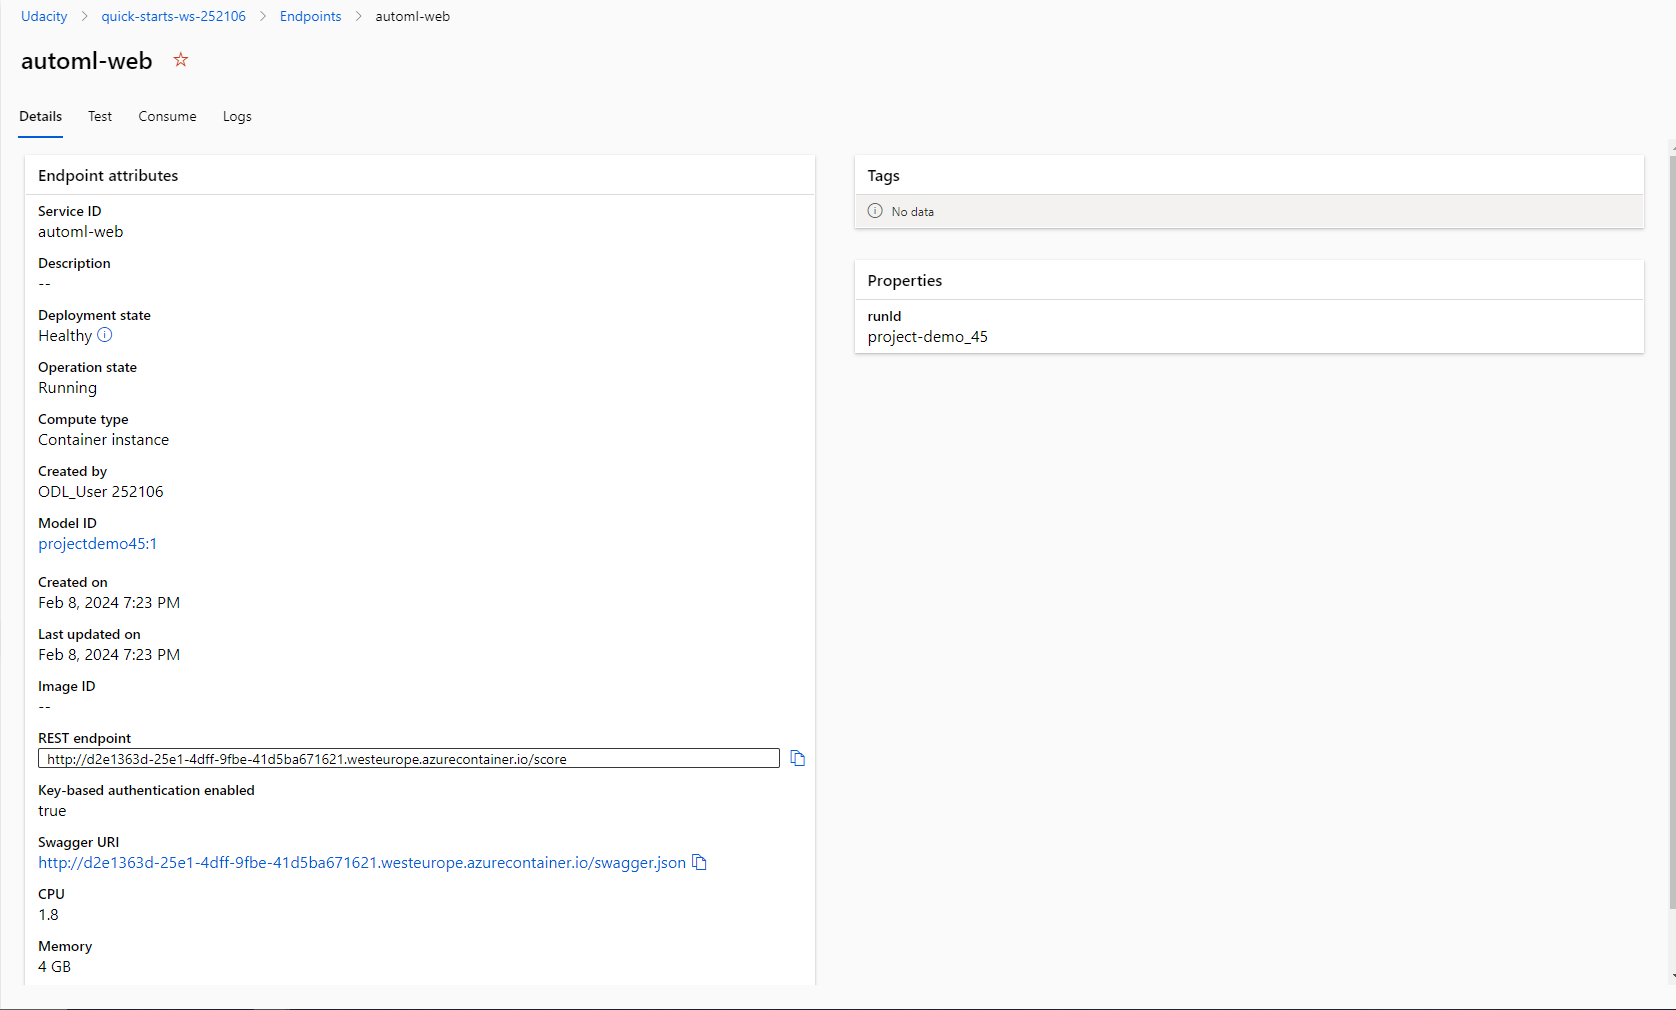 Udacity > quick-starts-ws-252106 > Endpoints > automl-web
automl-web
Details Test Consume Logs
Endpoint attributes
Service ID
automl-web
Description
--
Deployment state
Healthy
Operation state
Running
Compute type
Container instance
Created by
ODL_User 252106
Model ID
projectdemo45:1
Created on
Feb 8, 2024 7:23 PM
Last updated on
Feb 8, 2024 7:23 PM
Image ID
--
REST endpoint
http://d2e1363d-25e1-4dff-9fbe-41d5ba671621.westeurope.azurecontainer.io/score
Key-based authentication enabled
true
Swagger URI
http://d2e1363d-25e1-4dff-9fbe-41d5ba671621.westeurope.azurecontainer.io/swagger.json
CPU
1.8
Memory
4 GB
Tags
No data
Properties
runId
project-demo_45